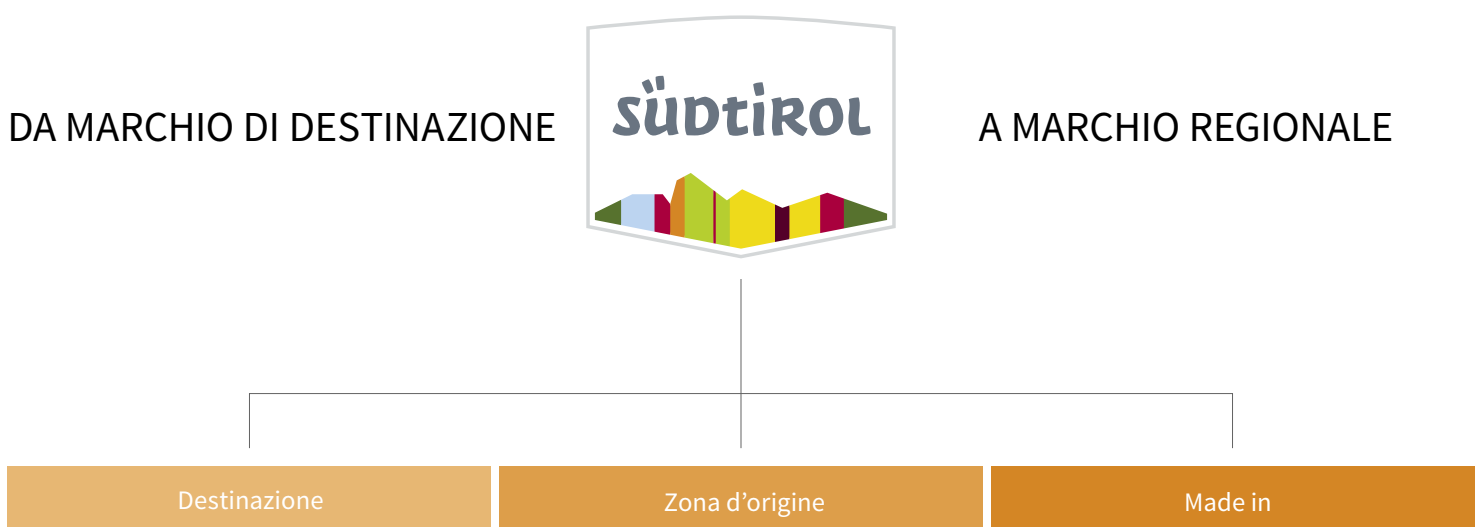 DA MARCHIO DI DESTINAZIONE
SÜDTIROL
A MARCHIO REGIONALE
Destinazione
Zona d’origine
Made in